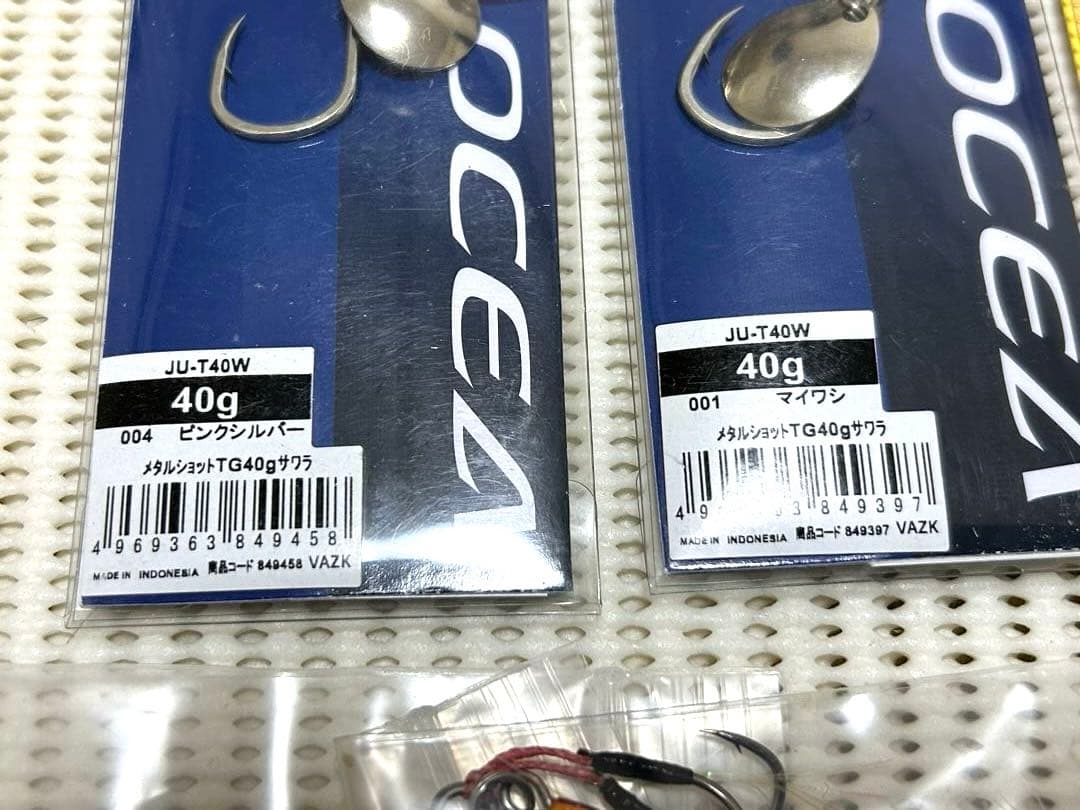 OCEA
JU-T40W
40g
004 ピンクシルバー
ﾒﾀﾙｼｮｯﾄTG40gｻﾜﾗ
4969363849458
MADE IN INDONESIA 商品コード 849458 VAZK
OCEA
JU-T40W
40g
001 マイワシ
ﾒﾀﾙｼｮｯﾄTG40gｻﾜﾗ
849397
MADE IN INDONESIA 商品コード 849397 VAZK